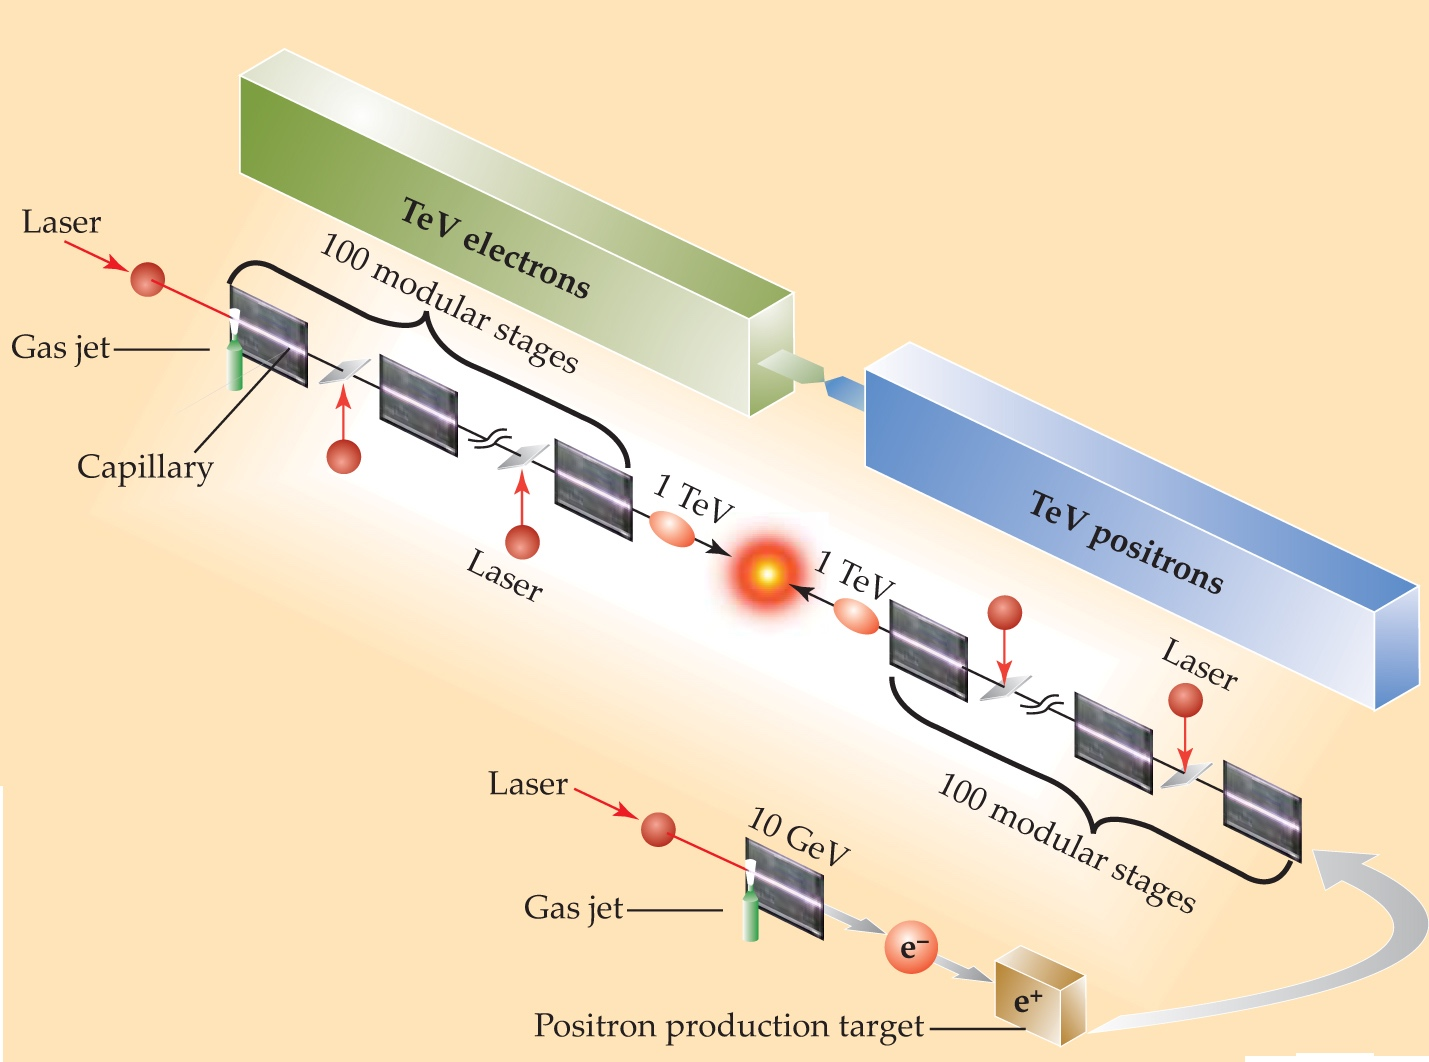 TeV electrons
Laser
100 modular stages
Gas jet
Capillary
1 TeV
Laser
TeV positrons
1 TeV
Laser
100 modular stages
Laser
10 GeV
Gas jet
e⁻
e⁺
Positron production target